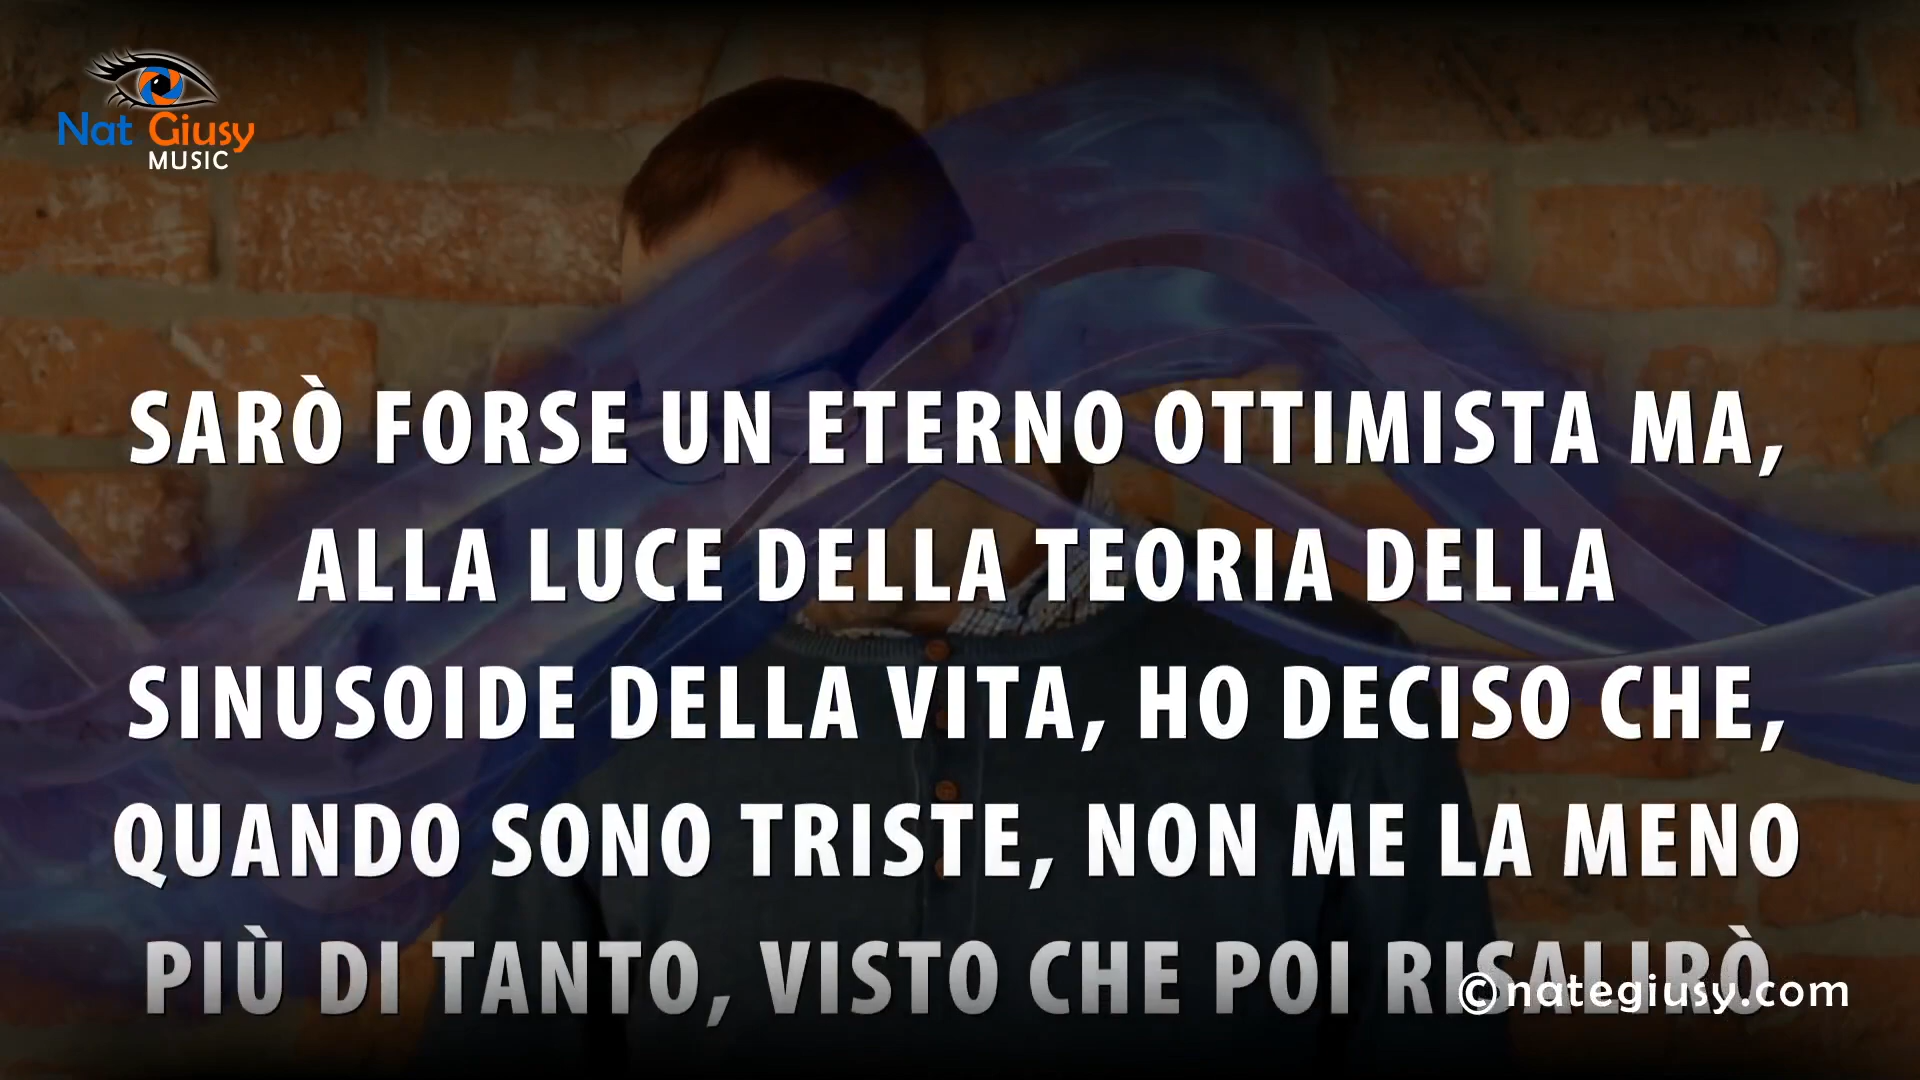 Nat Giusy
MUSIC
SARÒ FORSE UN ETERNO OTTIMISTA MA,
ALLA LUCE DELLA TEORIA DELLA
SINUSOIDE DELLA VITA, HO DECISO CHE,
QUANDO SONO TRISTE, NON ME LA MENO
PIÙ DI TANTO, VISTO CHE POI RISALIRÒ
©nategiusy.com